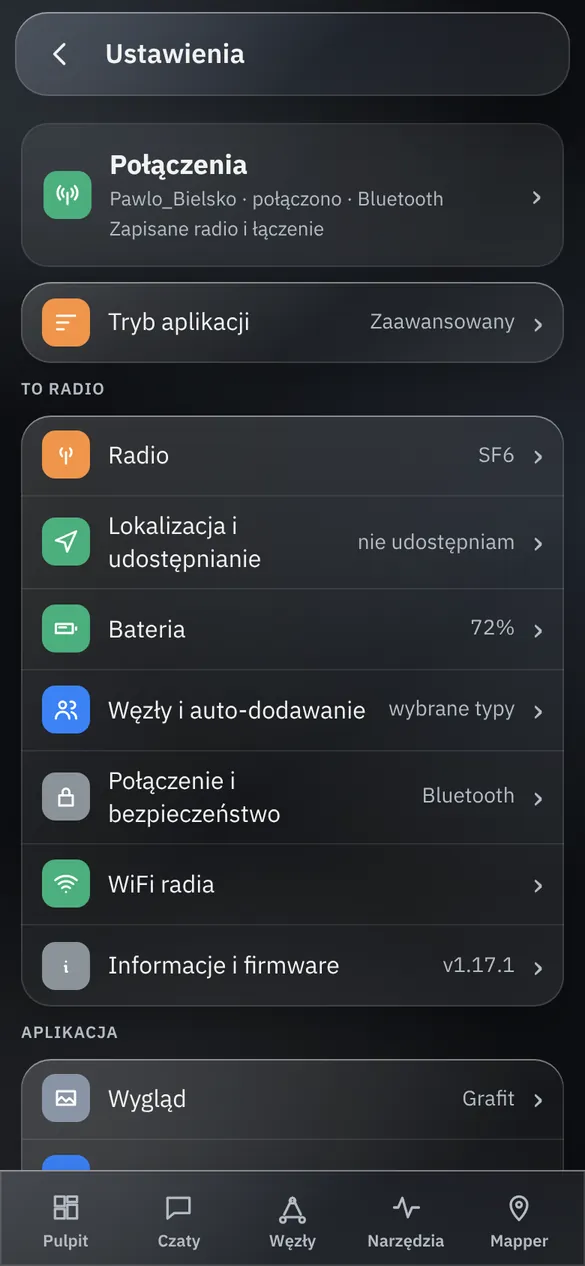 Ustawienia
Połączenia
Pawlo_Bielsko · połączono · Bluetooth
Zapisane radio i łączenie
Tryb aplikacji Zaawansowany
TO RADIO
Radio SF6
Lokalizacja i
udostępnianie
nie udostępniam
Bateria 72%
Węzły i auto-dodawanie wybrane typy
Połączenie i
bezpieczeństwo
Bluetooth
WiFi radia
Informacje i firmware v1.17.1
APLIKACJA
Wygląd Grafit
Pulpit Czaty Węzły Narzędzia Mapper